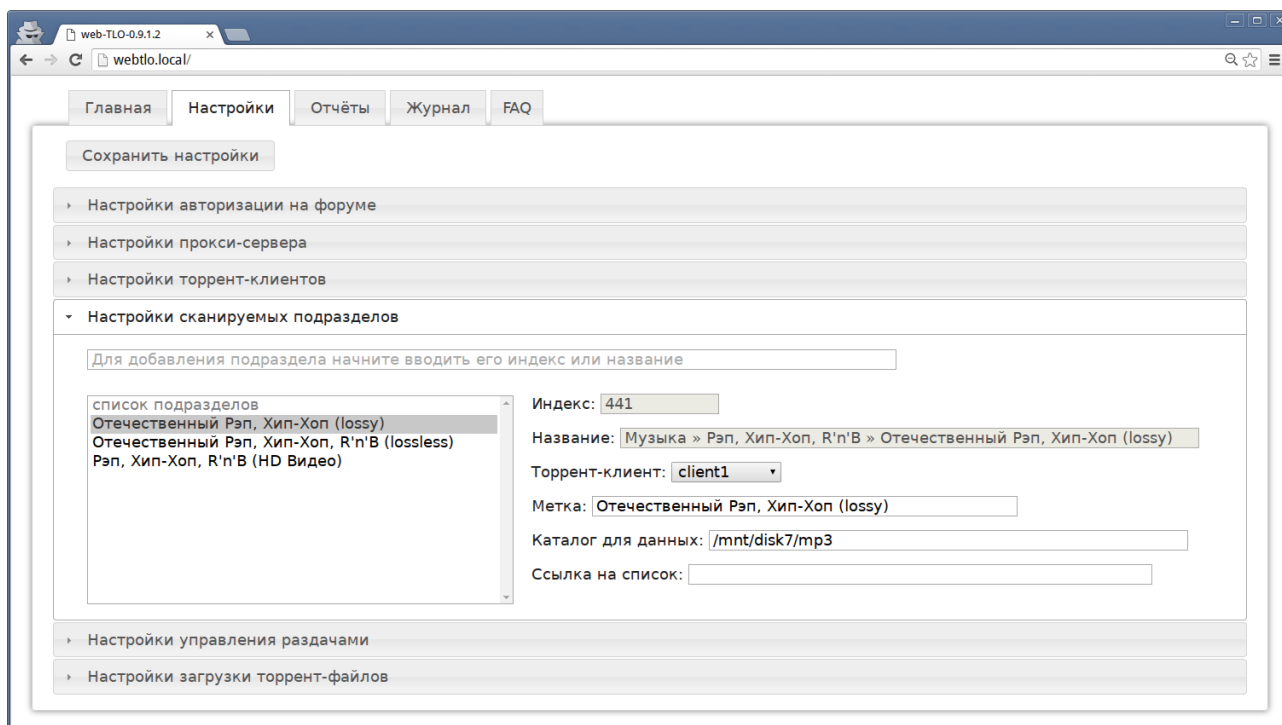 web-TLO-0.9.1.2
webtlo.local/
Главная Настройки Отчёты Журнал FAQ
Сохранить настройки
Настройки авторизации на форуме
Настройки прокси-сервера
Настройки торрент-клиентов
Настройки сканируемых подразделов
Для добавления подраздела начните вводить его индекс или название
список подразделов
Отечественный Рэп, Хип-Хоп (lossy)
Отечественный Рэп, Хип-Хоп, R'n'B (lossless)
Рэп, Хип-Хоп, R'n'B (HD Видео)
Индекс: 441
Название: Музыка » Рэп, Хип-Хоп, R'n'B » Отечественный Рэп, Хип-Хоп (lossy)
Торрент-клиент: client1
Метка: Отечественный Рэп, Хип-Хоп (lossy)
Каталог для данных: /mnt/disk7/mp3
Ссылка на список:
Настройки управления раздачами
Настройки загрузки торрент-файлов